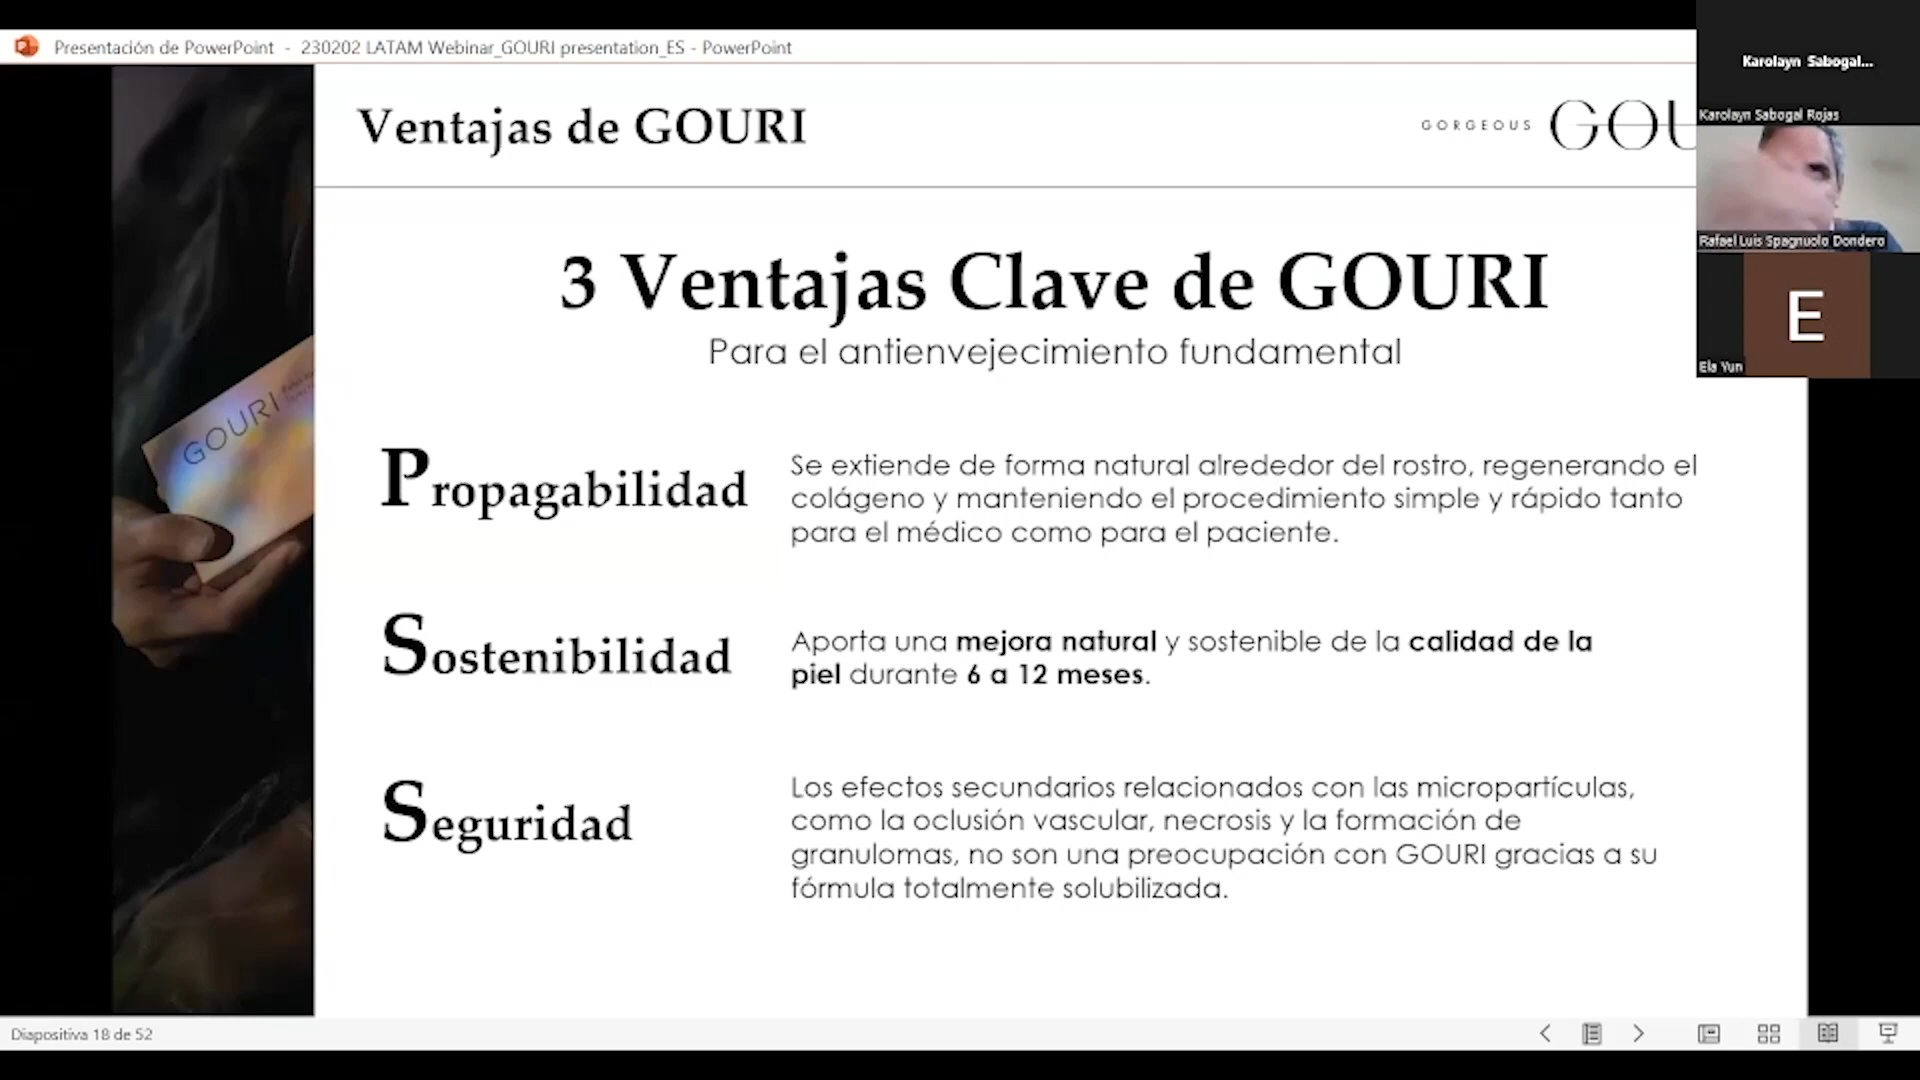 Presentación de PowerPoint - 230202 LATAM Webinar_GOURI presentation_ES - PowerPoint
Karolayn Sabogal...
Karolayn Sabogal Rojas
Rafael Luis Spagnuolo Dondero
E
Ela Yun
Ventajas de GOURI
GORGEOUS GOU
3 Ventajas Clave de GOURI
Para el antienvejecimiento fundamental
GOURI
Propagabilidad
Se extiende de forma natural alrededor del rostro, regenerando el
colágeno y manteniendo el procedimiento simple y rápido tanto
para el médico como para el paciente.
Sostenibilidad
Aporta una mejora natural y sostenible de la calidad de la
piel durante 6 a 12 meses.
Seguridad
Los efectos secundarios relacionados con las micropartículas,
como la oclusión vascular, necrosis y la formación de
granulomas, no son una preocupación con GOURI gracias a su
fórmula totalmente solubilizada.
Diapositiva 18 de 52